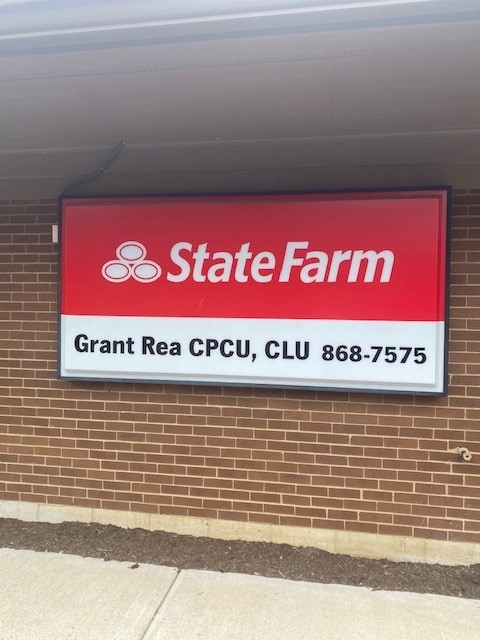 State Farm
Grant Rea CPCU, CLU 868-7575